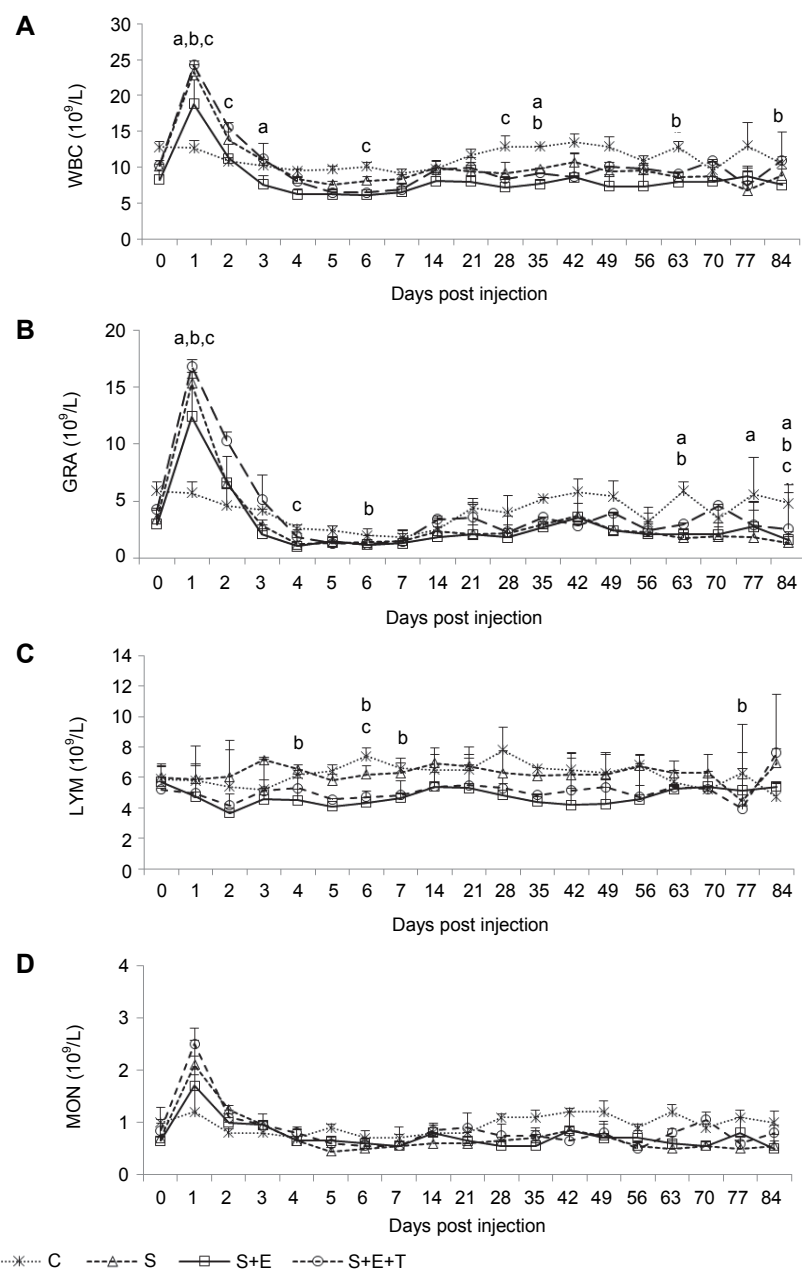 A
WBC (10⁹/L)
30
25
20
15
10
5
0
a,b,c
c
a
c
c
a
b
b
b
0 1 2 3 4 5 6 7 14 21 28 35 42 49 56 63 70 77 84
Days post injection
B
GRA (10⁹/L)
20
15
10
5
0
a,b,c
c
b
a
b
a
a
b
c
0 1 2 3 4 5 6 7 14 21 28 35 42 49 56 63 70 77 84
Days post injection
C
LYM (10⁹/L)
14
12
10
8
6
4
2
0
b
b
c
b
b
0 1 2 3 4 5 6 7 14 21 28 35 42 49 56 63 70 77 84
Days post injection
D
MON (10⁹/L)
4
3
2
1
0
0 1 2 3 4 5 6 7 14 21 28 35 42 49 56 63 70 77 84
Days post injection
C S S+E S+E+T